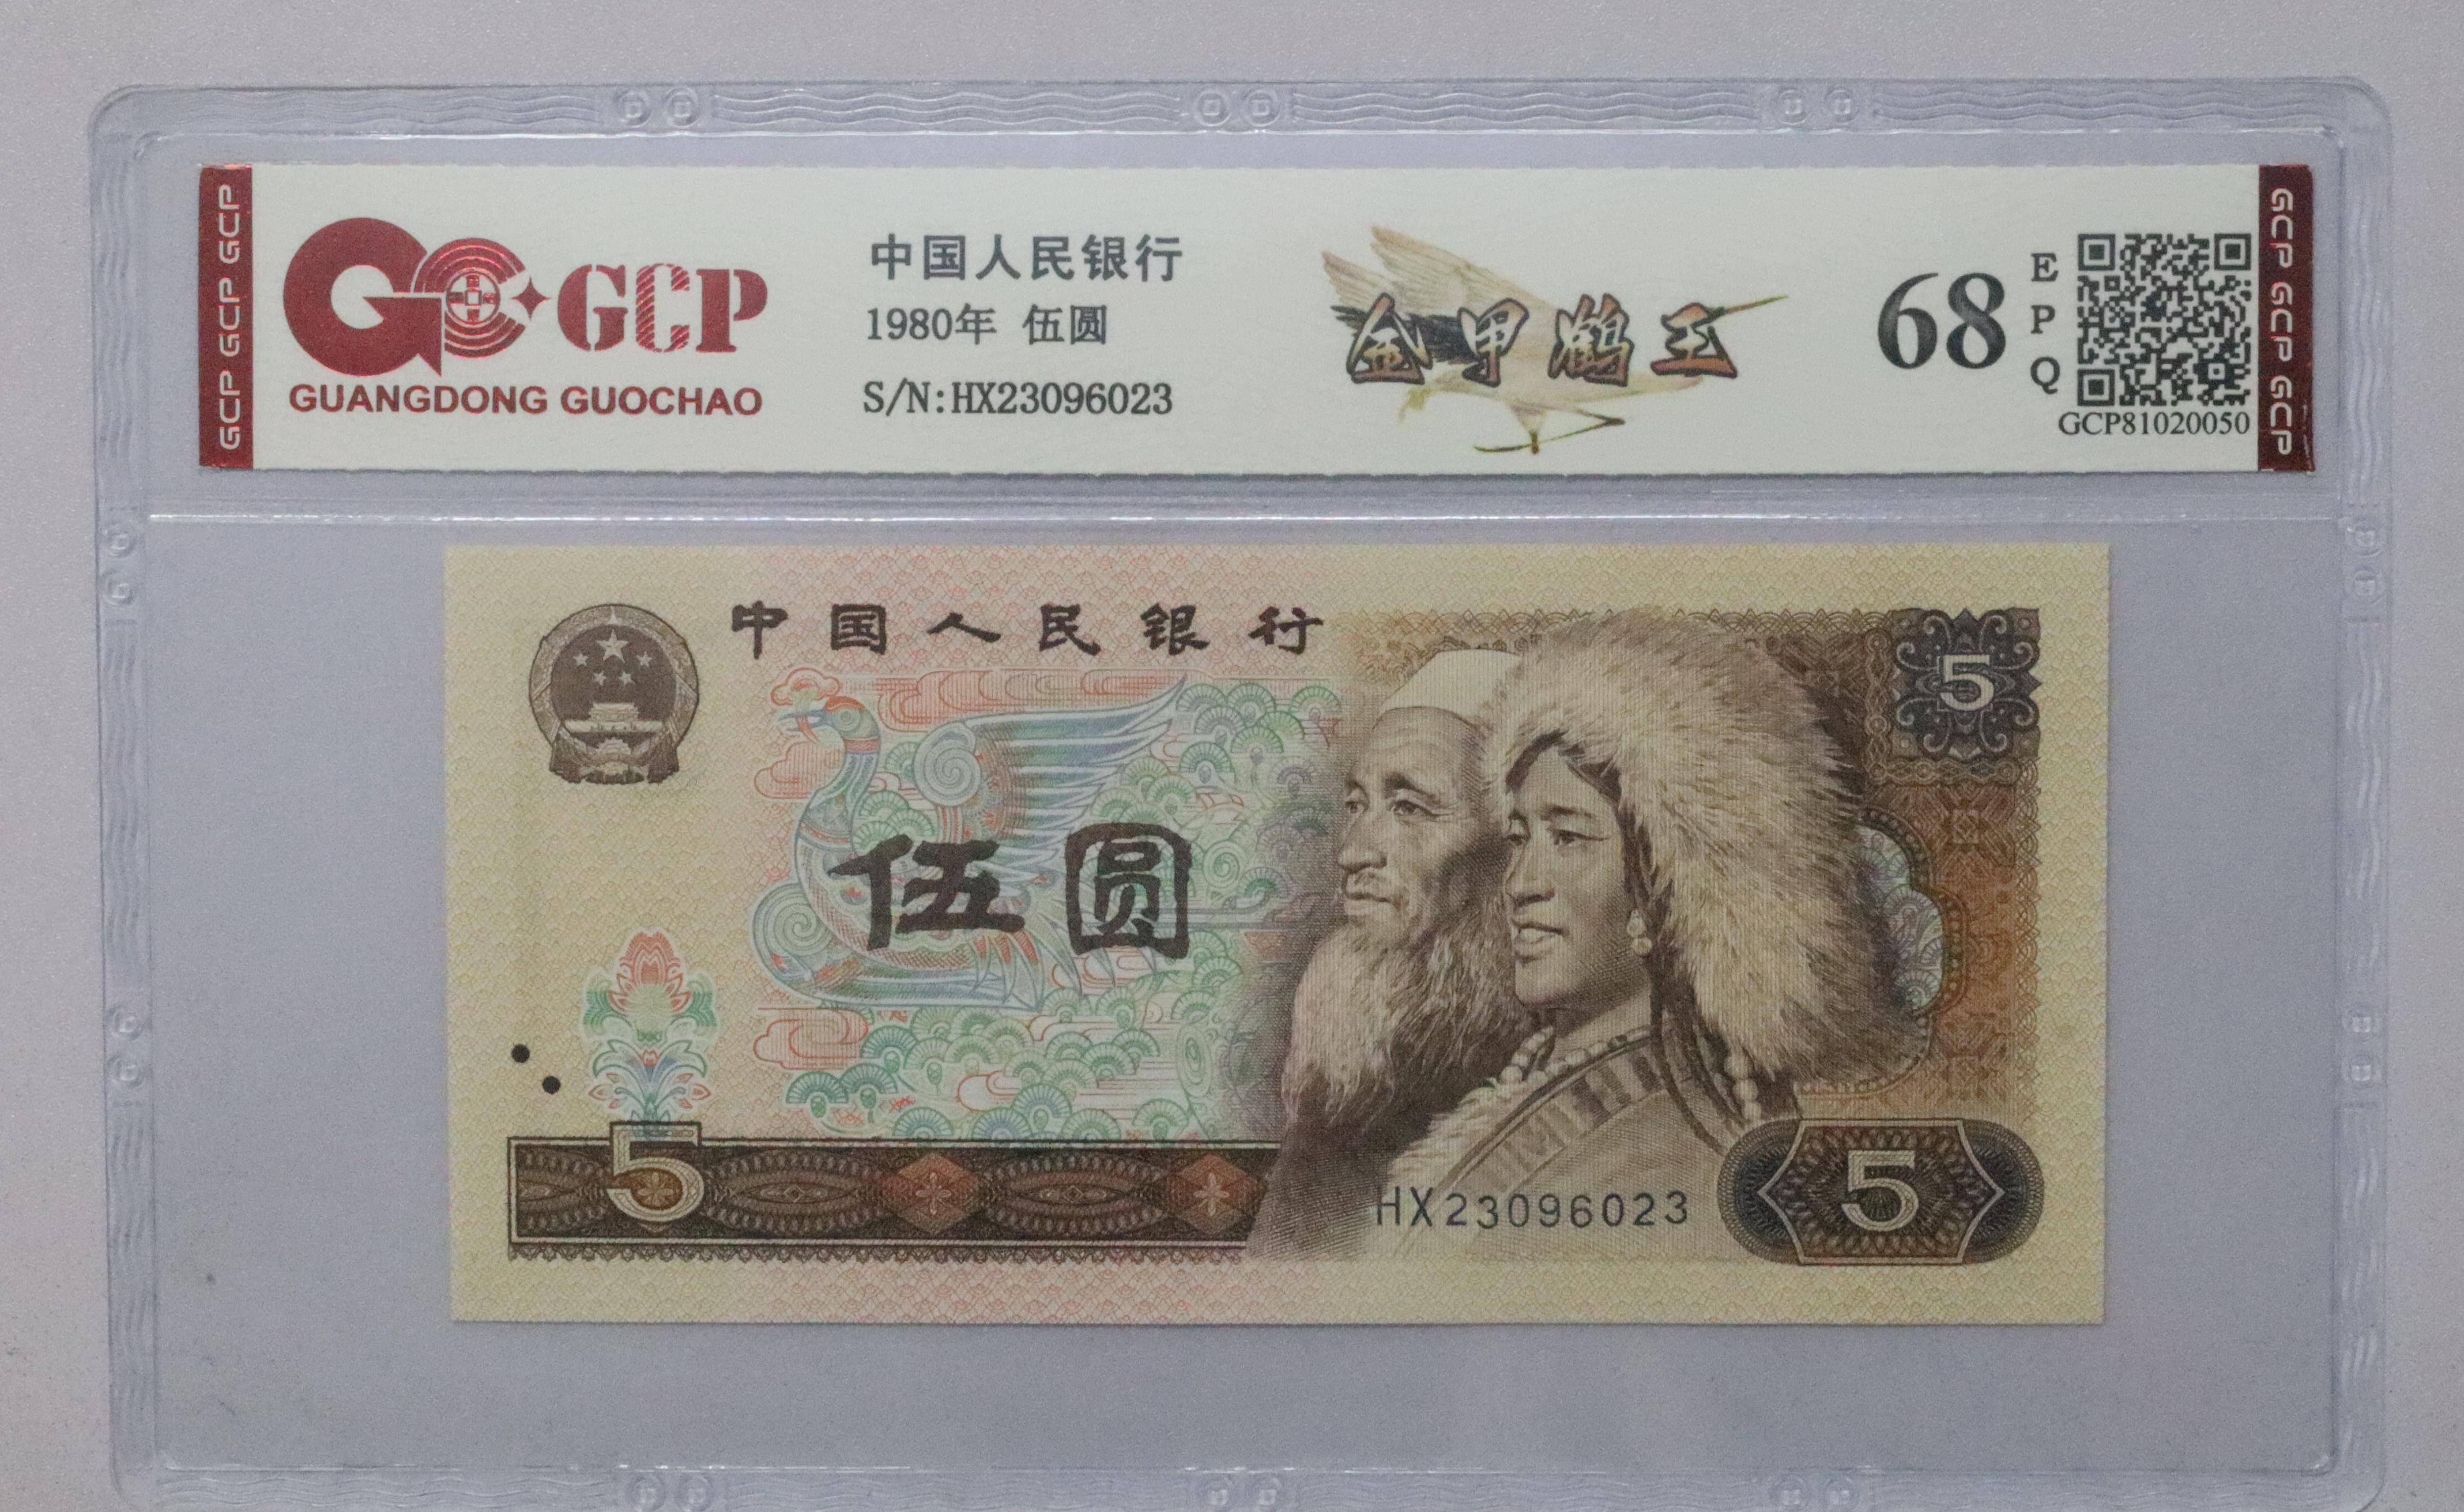 GCP GCP GCP
GCP
GUANGDONG GUOCHAO
中国人民银行
1980年 伍圆
S/N:HX23096023
金甲鹤王
68
EPQ
GCP81020050
GCP GCP GCP
中国人民银行
5
伍圆
5
HX23096023
5